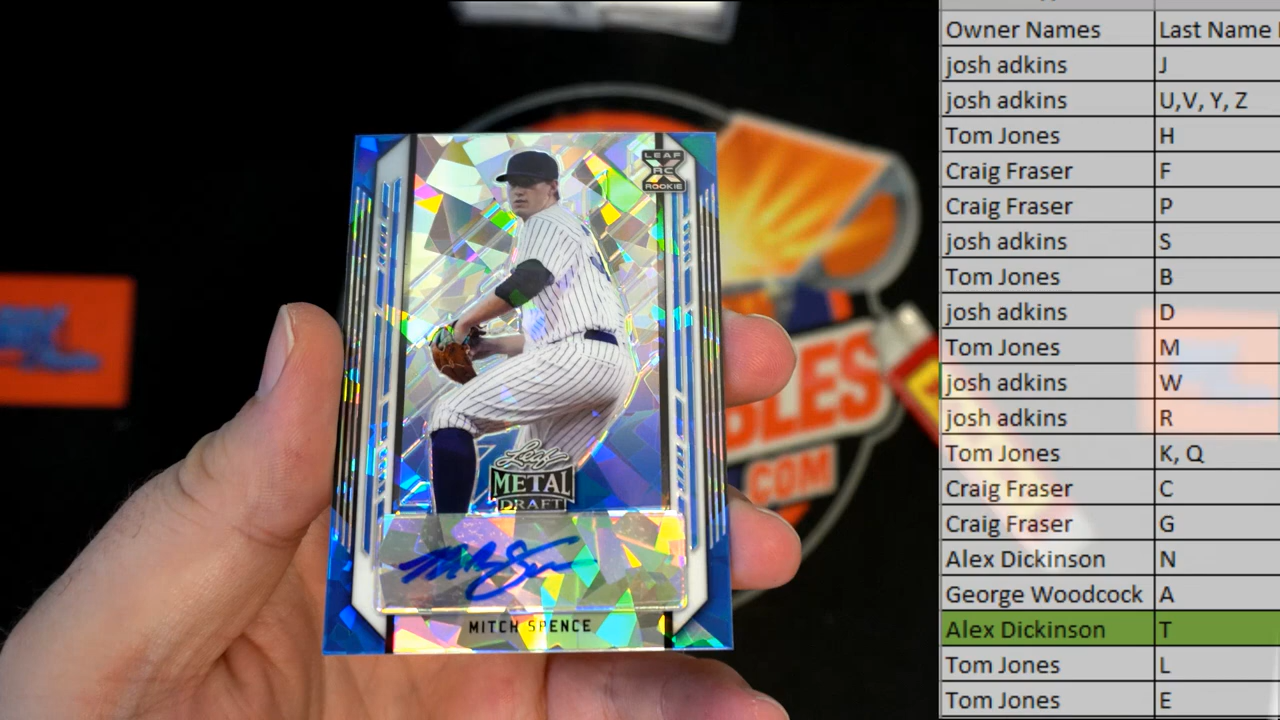 LEAF
RC
ROOKIE
Leaf
METAL
DRAFT
MITCH SPENCE
BLES
.COM
Owner Names Last Name
josh adkins J
josh adkins U,V, Y, Z
Tom Jones H
Craig Fraser F
Craig Fraser P
josh adkins S
Tom Jones B
josh adkins D
Tom Jones M
josh adkins W
josh adkins R
Tom Jones K, Q
Craig Fraser C
Craig Fraser G
Alex Dickinson N
George Woodcock A
Alex Dickinson T
Tom Jones L
Tom Jones E